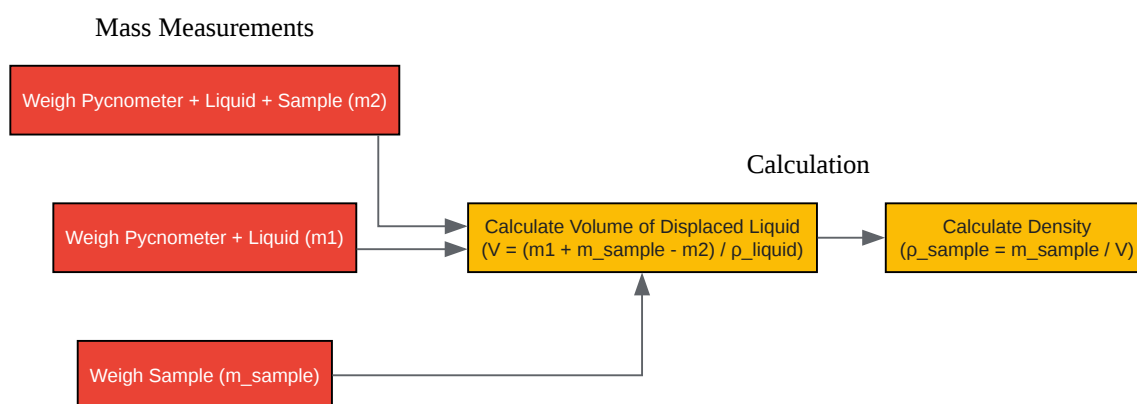 Mass Measurements
Weigh Pycnometer + Liquid + Sample (m2)
Calculation
Weigh Pycnometer + Liquid (m1)
Calculate Volume of Displaced Liquid
(V = (m1 + m_sample - m2) / ρ_liquid)
Calculate Density
(ρ_sample = m_sample / V)
Weigh Sample (m_sample)